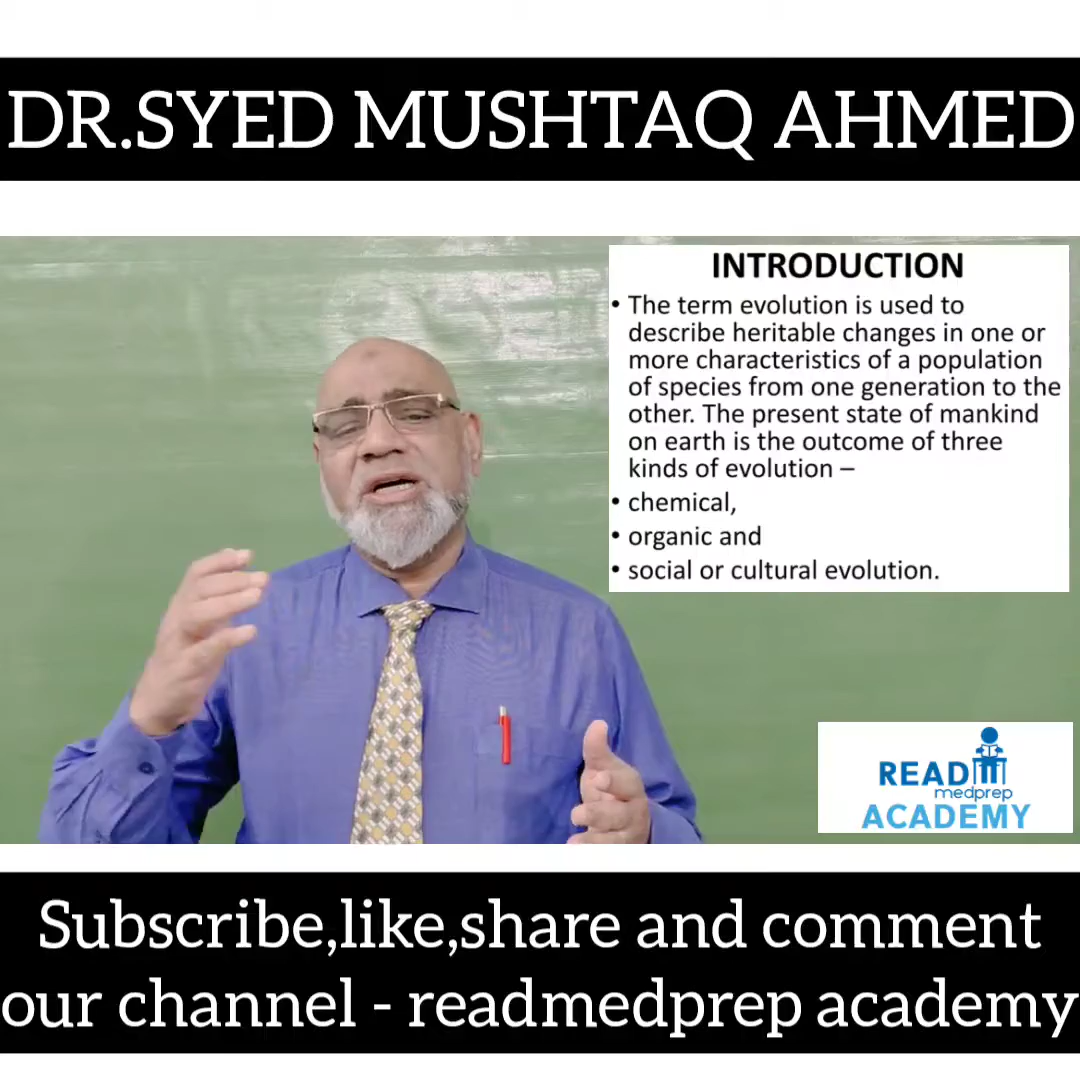 DR.SYED MUSHTAQ AHMED
INTRODUCTION
• The term evolution is used to
describe heritable changes in one or
more characteristics of a population
of species from one generation to the
other. The present state of mankind
on earth is the outcome of three
kinds of evolution –
• chemical,
• organic and
• social or cultural evolution.
READ
medprep
ACADEMY
Subscribe,like,share and comment
our channel - readmedprep academy